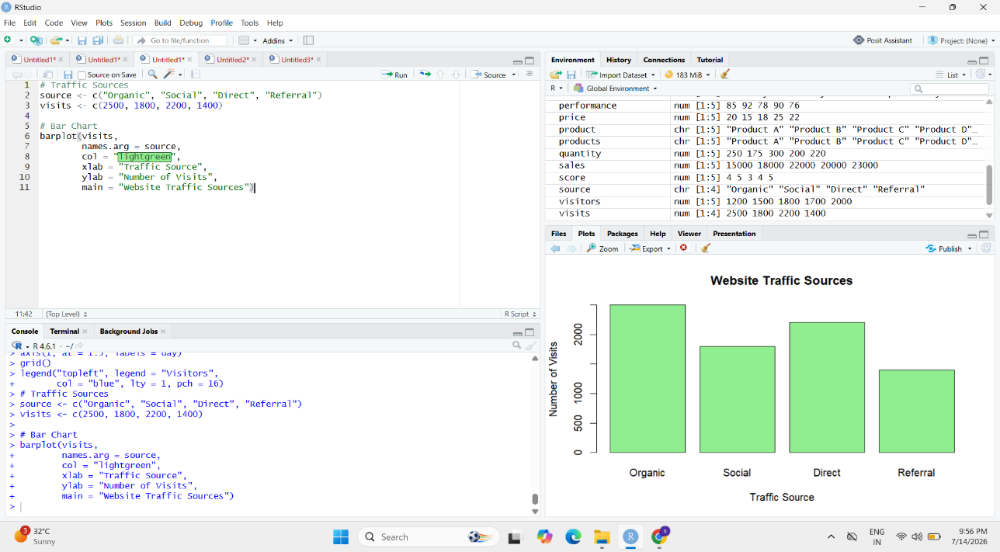 RStudio
File Edit Code View Plots Session Build Debug Profile Tools Help
Go to file/function Addins Posit Assistant Project: (None)
Untitled1* Untitled1* Untitled1* Untitled2* Untitled3*
Source on Save Run Source
1 # Traffic Sources
2 source <- c("Organic", "Social", "Direct", "Referral")
3 visits <- c(2500, 1800, 2200, 1400)
4
5 # Bar Chart
6 barplot(visits,
7 names.arg = source,
8 col = "lightgreen",
9 xlab = "Traffic Source",
10 ylab = "Number of Visits",
11 main = "Website Traffic Sources")
11:42 (Top Level) R Script
Console Terminal Background Jobs
R 4.6.1 · ~/
> axis(1, at = 1:5, labels = day)
> grid()
> legend("topleft", legend = "Visitors",
+ col = "blue", lty = 1, pch = 16)
> # Traffic Sources
> source <- c("Organic", "Social", "Direct", "Referral")
> visits <- c(2500, 1800, 2200, 1400)
>
> # Bar Chart
> barplot(visits,
+ names.arg = source,
+ col = "lightgreen",
+ xlab = "Traffic Source",
+ ylab = "Number of Visits",
+ main = "Website Traffic Sources")
>
Environment History Connections Tutorial
Import Dataset 183 MiB List
R Global Environment
performance num [1:5] 85 92 78 90 76
price num [1:5] 20 15 18 25 22
product chr [1:5] "Product A" "Product B" "Product C" "Product D"…
products chr [1:5] "Product A" "Product B" "Product C" "Product D"…
quantity num [1:5] 250 175 300 200 220
sales num [1:5] 15000 18000 22000 20000 23000
score num [1:5] 4 5 3 4 5
source chr [1:4] "Organic" "Social" "Direct" "Referral"
visitors num [1:5] 1200 1500 1800 1700 2000
visits num [1:4] 2500 1800 2200 1400
Files Plots Packages Help Viewer Presentation
Zoom Export Publish
Website Traffic Sources
Number of Visits
2000
1000
500
0
Organic Social Direct Referral
Traffic Source
3 32°C
Sunny
Search
ENG
IN
9:56 PM
7/14/2026